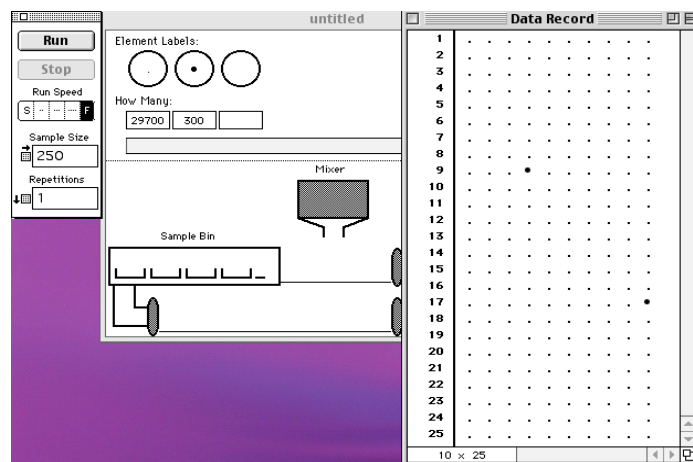 untitled
Run
Stop
Run Speed
S F
Sample Size
250
Repetitions
1
Element Labels:
How Many:
29700 300
Mixer
Sample Bin
Data Record
1
2
3
4
5
6
7
8
9
10
11
12
13
14
15
16
17
18
19
20
21
22
23
24
25
10 × 25